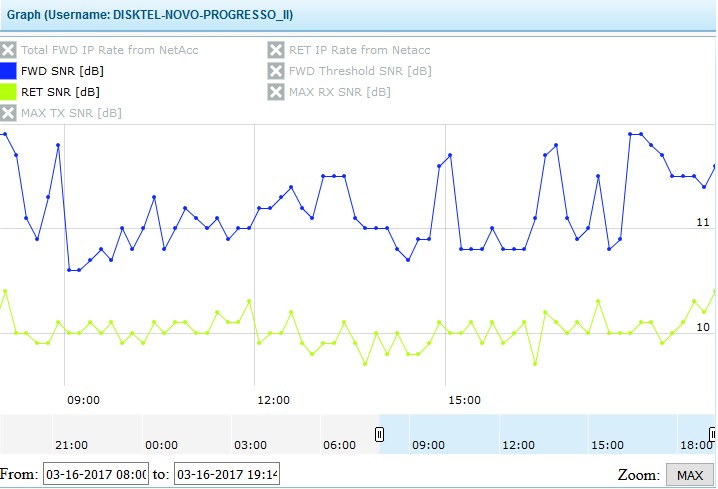 Graph (Username: DISKTEL-NOVO-PROGRESSO_II)
Total FWD IP Rate from NetAcc RET IP Rate from Netacc
FWD SNR [dB] FWD Threshold SNR [dB]
RET SNR [dB] MAX RX SNR [dB]
MAX TX SNR [dB]
11
10
09:00 12:00 15:00
21:00 00:00 03:00 06:00 09:00 12:00 15:00 18:00
From: 03-16-2017 08:00 to: 03-16-2017 19:14 Zoom: MAX